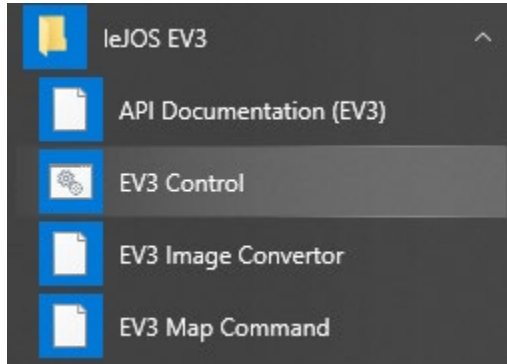 leJOS EV3
API Documentation (EV3)
EV3 Control
EV3 Image Convertor
EV3 Map Command